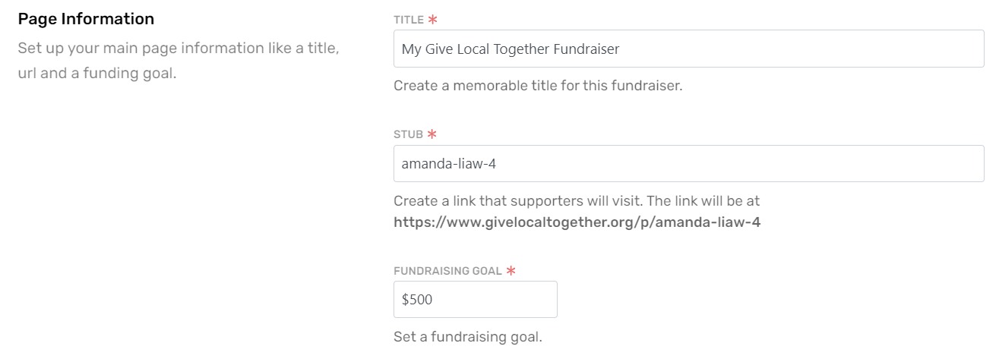 Page Information
Set up your main page information like a title,
url and a funding goal.
TITLE *
My Give Local Together Fundraiser
Create a memorable title for this fundraiser.
STUB *
amanda-liaw-4
Create a link that supporters will visit. The link will be at
https://www.givelocaltogether.org/p/amanda-liaw-4
FUNDRAISING GOAL *
$500
Set a fundraising goal.